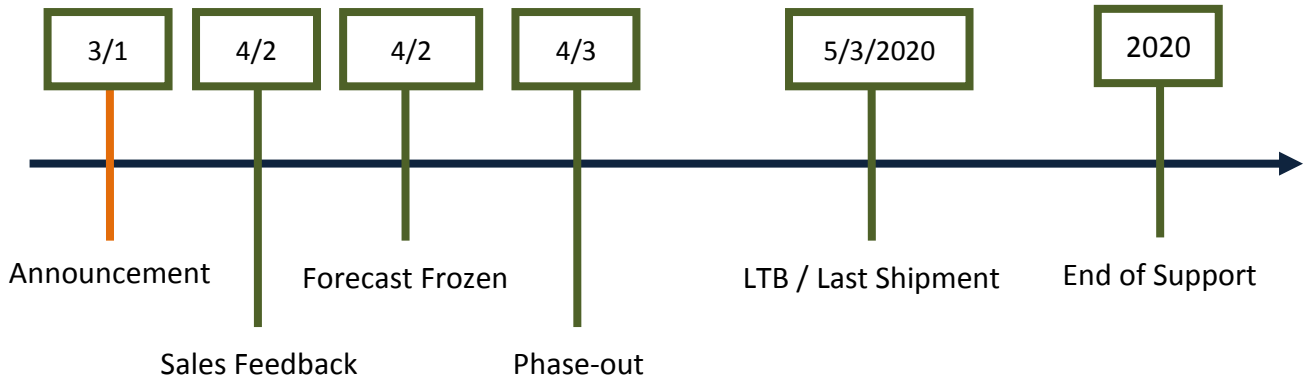 3/1
4/2
4/2
4/3
5/3/2020
2020
Announcement
Forecast Frozen
LTB / Last Shipment
End of Support
Sales Feedback
Phase-out